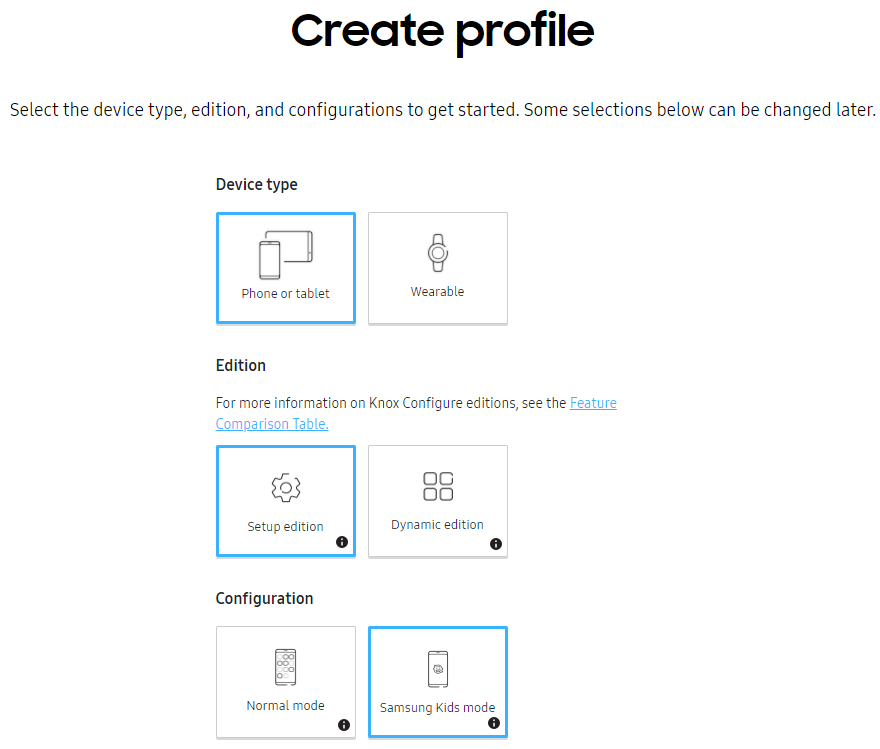 Create profile
Select the device type, edition, and configurations to get started. Some selections below can be changed later.
Device type
Phone or tablet
Wearable
Edition
For more information on Knox Configure editions, see the Feature
Comparison Table.
Setup edition
Dynamic edition
Configuration
Normal mode
Samsung Kids mode